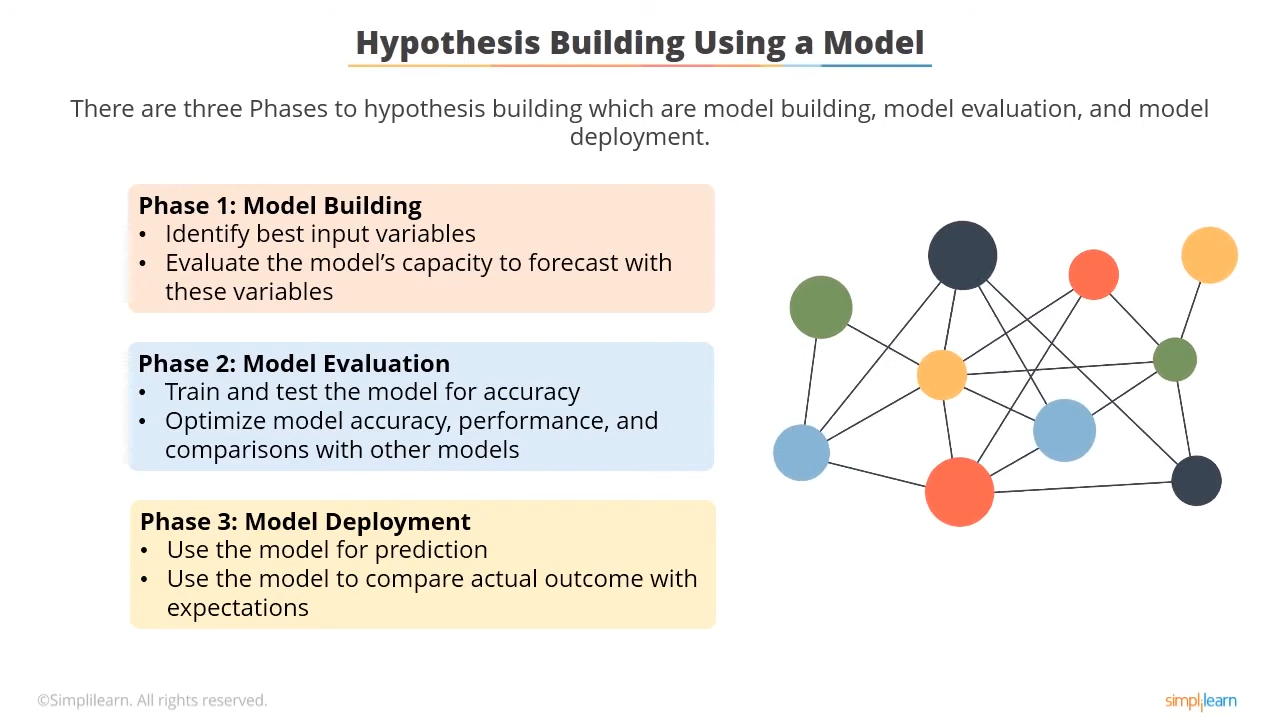 Hypothesis Building Using a Model
There are three Phases to hypothesis building which are model building, model evaluation, and model
deployment.
Phase 1: Model Building
• Identify best input variables
• Evaluate the model’s capacity to forecast with
these variables
Phase 2: Model Evaluation
• Train and test the model for accuracy
• Optimize model accuracy, performance, and
comparisons with other models
Phase 3: Model Deployment
• Use the model for prediction
• Use the model to compare actual outcome with
expectations
©Simplilearn. All rights reserved.
simplilearn